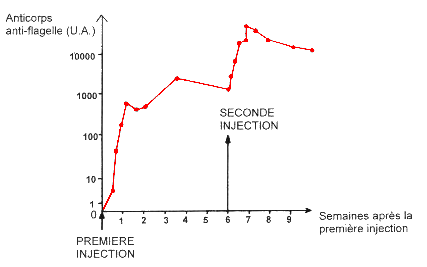 Anticorps
anti-flagelle (U.A.)
10000
1000
100
10
1
0
1 2 3 4 5 6 7 8 9
SECONDE
INJECTION
Semaines après la
première injection
PREMIERE
INJECTION